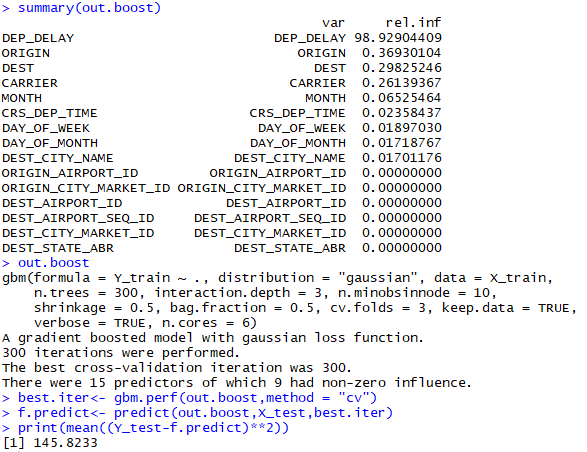 > summary(out.boost)
var rel.inf
DEP_DELAY DEP_DELAY 98.92904409
ORIGIN ORIGIN 0.36930104
DEST DEST 0.29825246
CARRIER CARRIER 0.26139367
MONTH MONTH 0.06525464
CRS_DEP_TIME CRS_DEP_TIME 0.02358437
DAY_OF_WEEK DAY_OF_WEEK 0.01897030
DAY_OF_MONTH DAY_OF_MONTH 0.01718767
DEST_CITY_NAME DEST_CITY_NAME 0.01701176
ORIGIN_AIRPORT_ID ORIGIN_AIRPORT_ID 0.00000000
ORIGIN_CITY_MARKET_ID ORIGIN_CITY_MARKET_ID 0.00000000
DEST_AIRPORT_ID DEST_AIRPORT_ID 0.00000000
DEST_AIRPORT_SEQ_ID DEST_AIRPORT_SEQ_ID 0.00000000
DEST_CITY_MARKET_ID DEST_CITY_MARKET_ID 0.00000000
DEST_STATE_ABR DEST_STATE_ABR 0.00000000
> out.boost
gbm(formula = Y_train ~ ., distribution = "gaussian", data = X_train,
n.trees = 300, interaction.depth = 3, n.minobsinnode = 10,
shrinkage = 0.5, bag.fraction = 0.5, cv.folds = 3, keep.data = TRUE,
verbose = TRUE, n.cores = 6)
A gradient boosted model with gaussian loss function.
300 iterations were performed.
The best cross-validation iteration was 300.
There were 15 predictors of which 9 had non-zero influence.
> best.iter<- gbm.perf(out.boost,method = "cv")
> f.predict<- predict(out.boost,X_test,best.iter)
> print(mean((Y_test-f.predict)**2))
[1] 145.8233